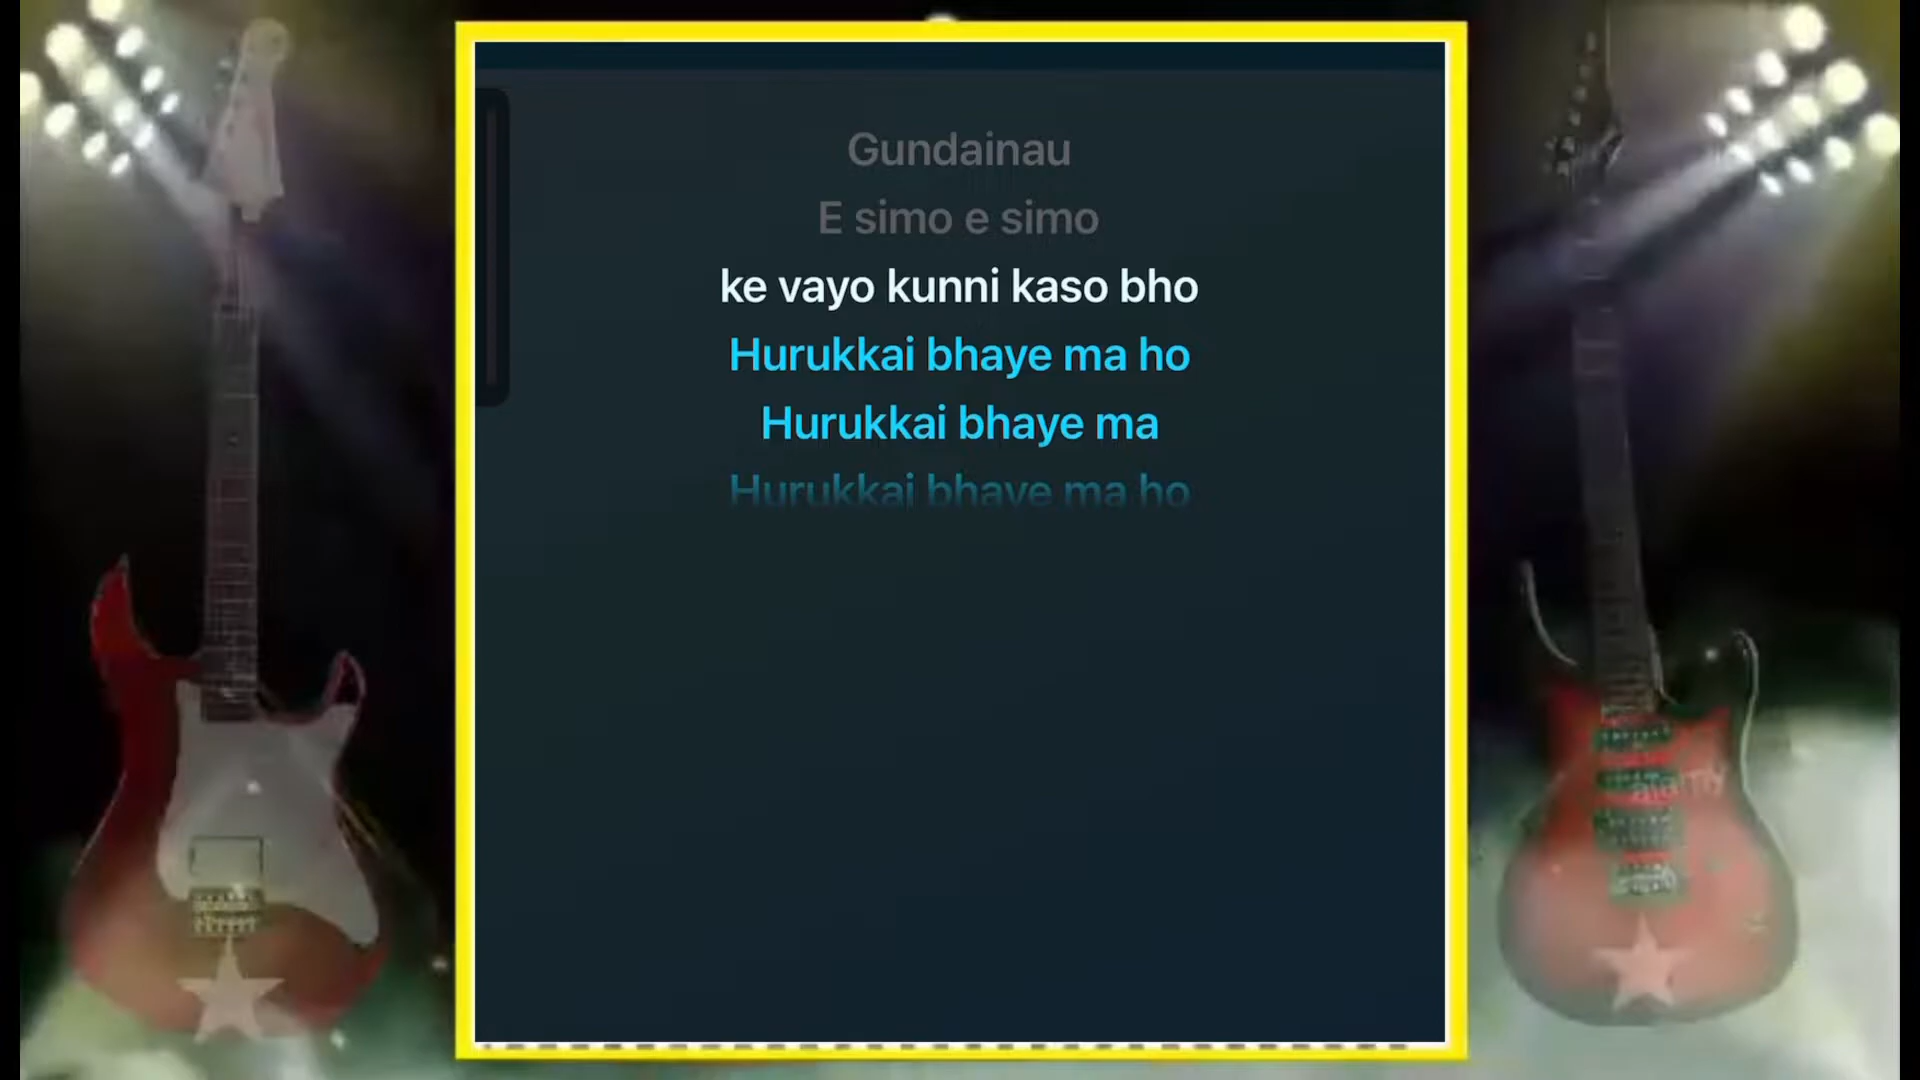 Gundainau
E simo e simo
ke vayo kunni kaso bho
Hurukkai bhaye ma ho
Hurukkai bhaye ma
Hurukkai bhaye ma ho
alamy